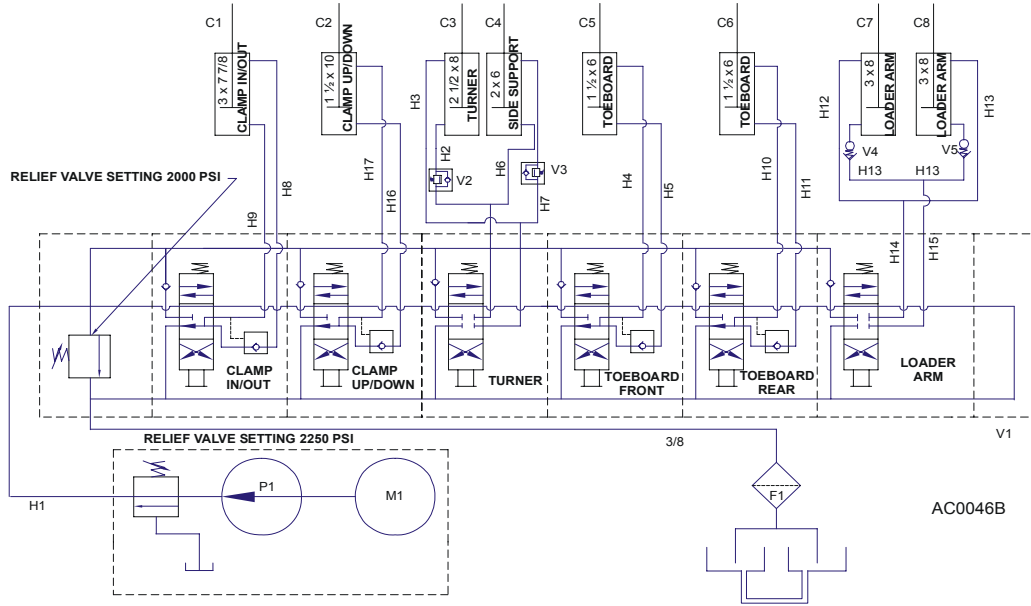 C1
C2
C3
C4
C5
C6
C7
C8
3 x 7 7/8
CLAMP IN/OUT
1 ½ x 10
CLAMP UP/DOWN
2 1/2 x 8
TURNER
2 x 6
SIDE SUPPORT
1 ½ x 6
TOEBOARD
1 ½ x 6
TOEBOARD
3 x 8
LOADER ARM
3 x 8
LOADER ARM
H3
H12
H13
H2
H6
V2
V3
H7
V4
V5
H13
H13
H8
H9
H17
H16
H4
H5
H10
H11
H14
H15
RELIEF VALVE SETTING 2000 PSI
CLAMP
IN/OUT
CLAMP
UP/DOWN
TURNER
TOEBOARD
FRONT
TOEBOARD
REAR
LOADER
ARM
V1
RELIEF VALVE SETTING 2250 PSI
3/8
H1
P1
M1
F1
AC0046B